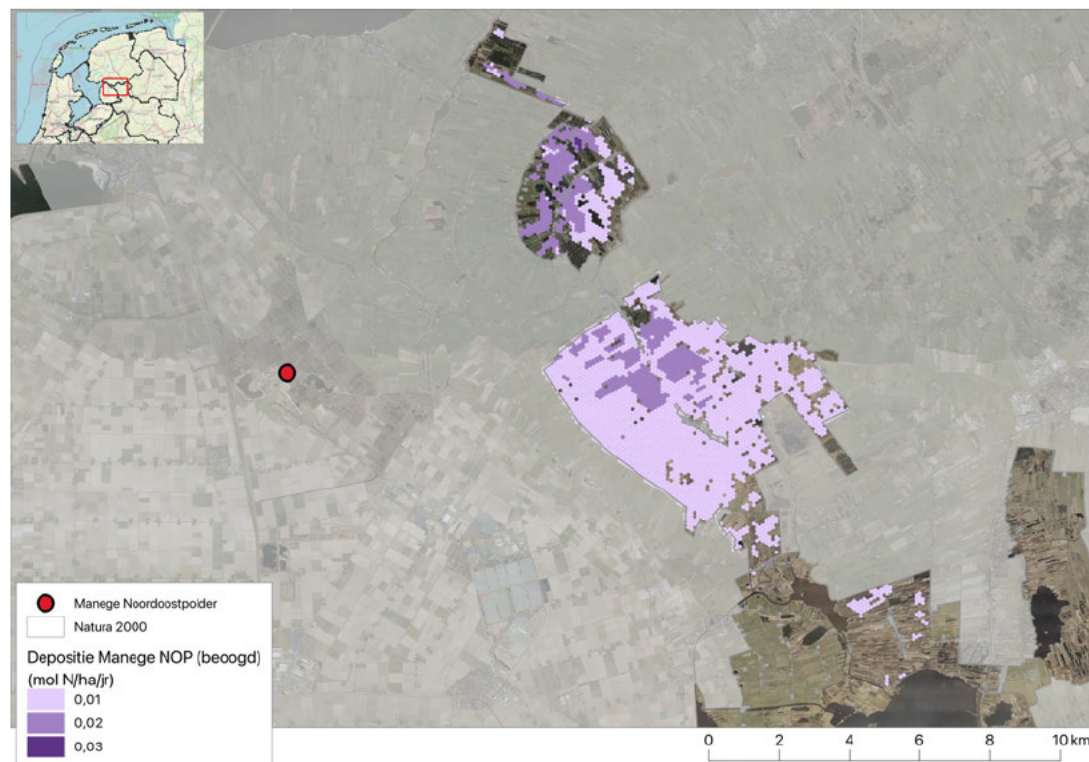 Manege Noordoostpolder
Natura 2000
Depositie Manege NOP (beoogd)
(mol N/ha/jr)
0,01
0,02
0,03
0 2 4 6 8 10 km